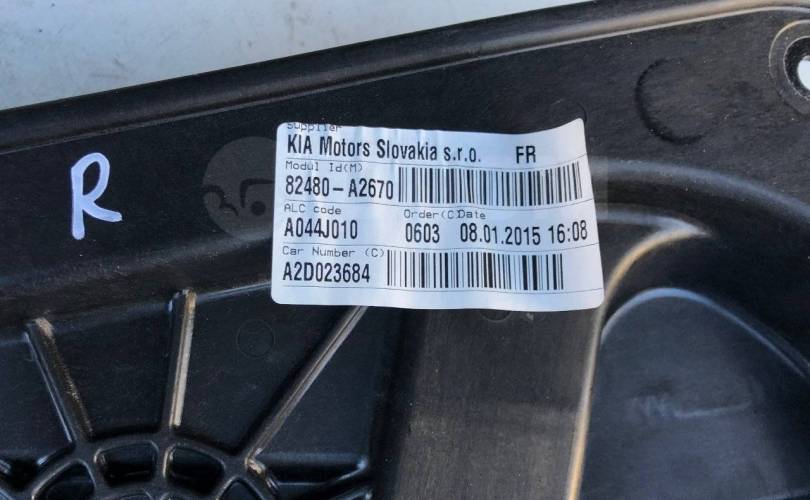 R
Supplier
KIA Motors Slovakia s.r.o. FR
Modul Id(M)
82480-A2670
ALC code Order(C)Date
A044J010 0603 08.01.2015 16:08
Car Number (C)
A2D023684